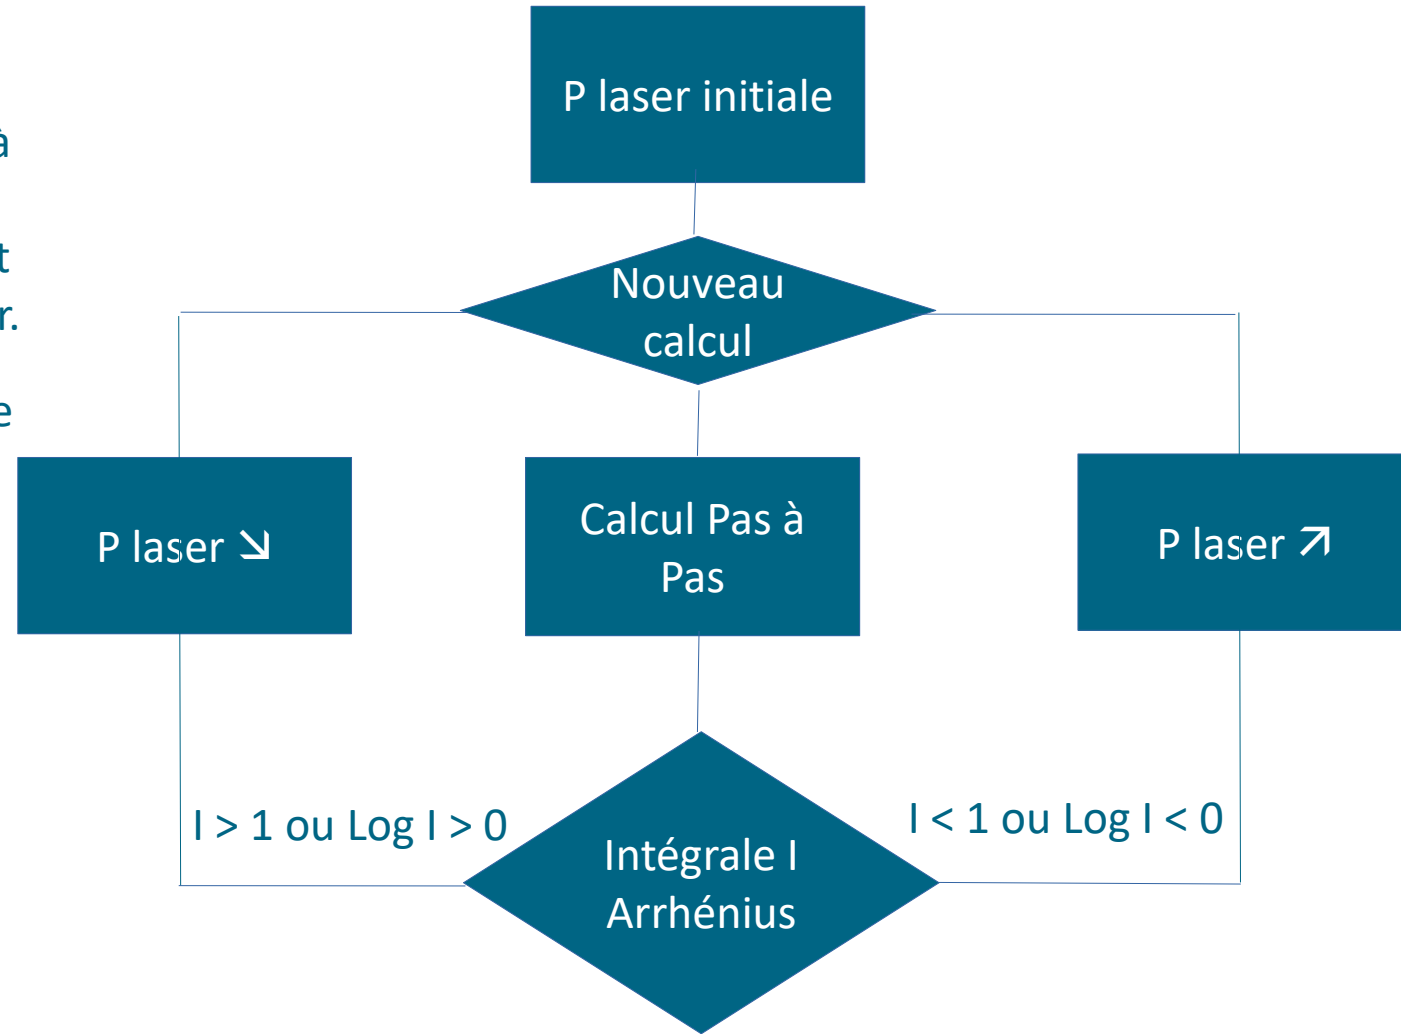 P laser initiale
à
t
r.
e
Nouveau
calcul
P laser ↘
Calcul Pas à
Pas
P laser ↗
I > 1 ou Log I > 0
I < 1 ou Log I < 0
Intégrale I
Arrhénius